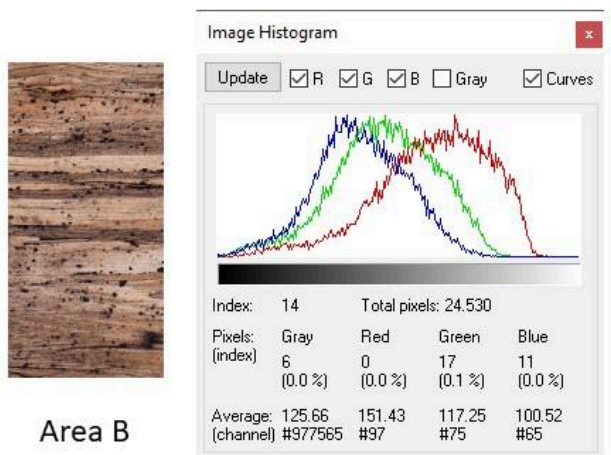 Image Histogram x
Update R G B Gray Curves
Index: 14 Total pixels: 24.530
Pixels: Gray Red Green Blue
(index) 6 0 17 11
(0.0 %) (0.0 %) (0.1 %) (0.0 %)
Average: 125.66 151.43 117.25 100.52
(channel) #977565 #97 #75 #65
Area B